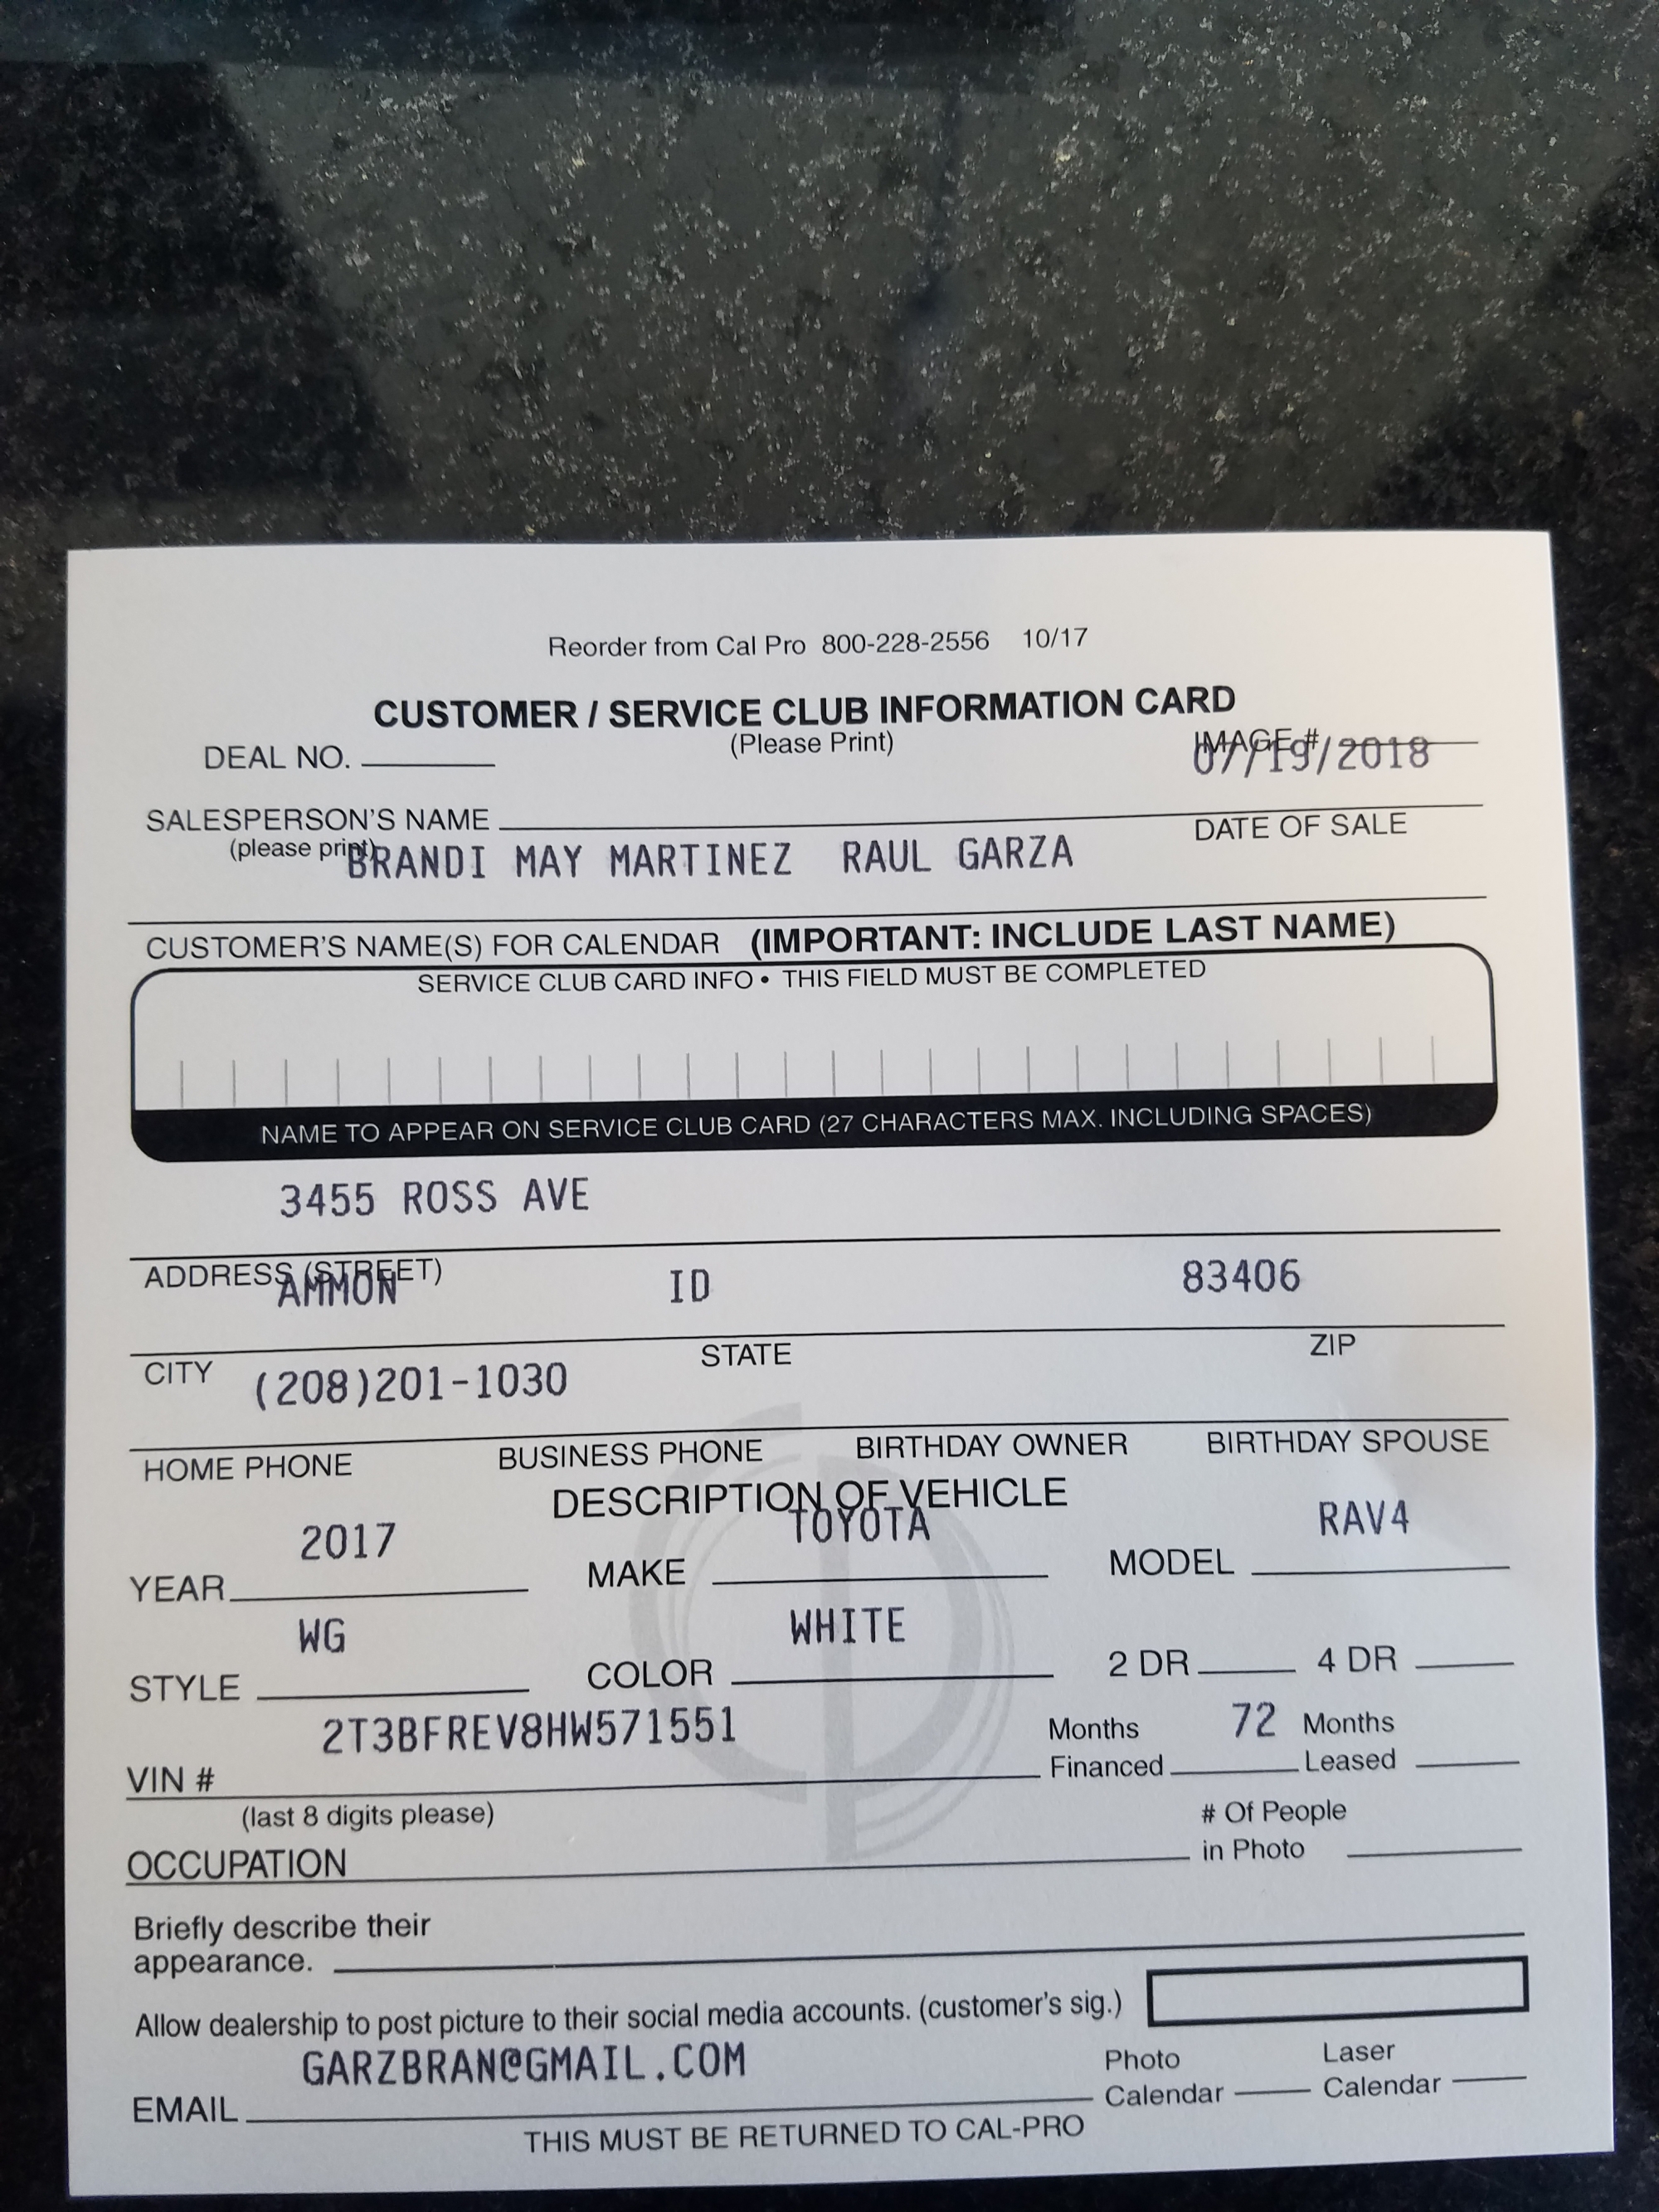 Reorder from Cal Pro 800-228-2556 10/17
CUSTOMER / SERVICE CLUB INFORMATION CARD
(Please Print)
DEAL NO.
IMAGE #
07/19/2018
SALESPERSON'S NAME
(please print)
DATE OF SALE
BRANDI MAY MARTINEZ RAUL GARZA
CUSTOMER'S NAME(S) FOR CALENDAR (IMPORTANT: INCLUDE LAST NAME)
SERVICE CLUB CARD INFO • THIS FIELD MUST BE COMPLETED
NAME TO APPEAR ON SERVICE CLUB CARD (27 CHARACTERS MAX. INCLUDING SPACES)
3455 ROSS AVE
ADDRESS (STREET)
AMMON ID 83406
CITY STATE ZIP
(208)201-1030
HOME PHONE BUSINESS PHONE BIRTHDAY OWNER BIRTHDAY SPOUSE
DESCRIPTION OF VEHICLE
2017 TOYOTA RAV4
YEAR MAKE MODEL
WG WHITE
STYLE COLOR 2 DR 4 DR
2T3BFREV8HW571551
72
VIN # Months Financed Months Leased
(last 8 digits please)
OCCUPATION # Of People in Photo
Briefly describe their
appearance.
Allow dealership to post picture to their social media accounts. (customer's sig.)
GARZBRAN@GMAIL.COM
EMAIL Photo Calendar Laser Calendar
THIS MUST BE RETURNED TO CAL-PRO